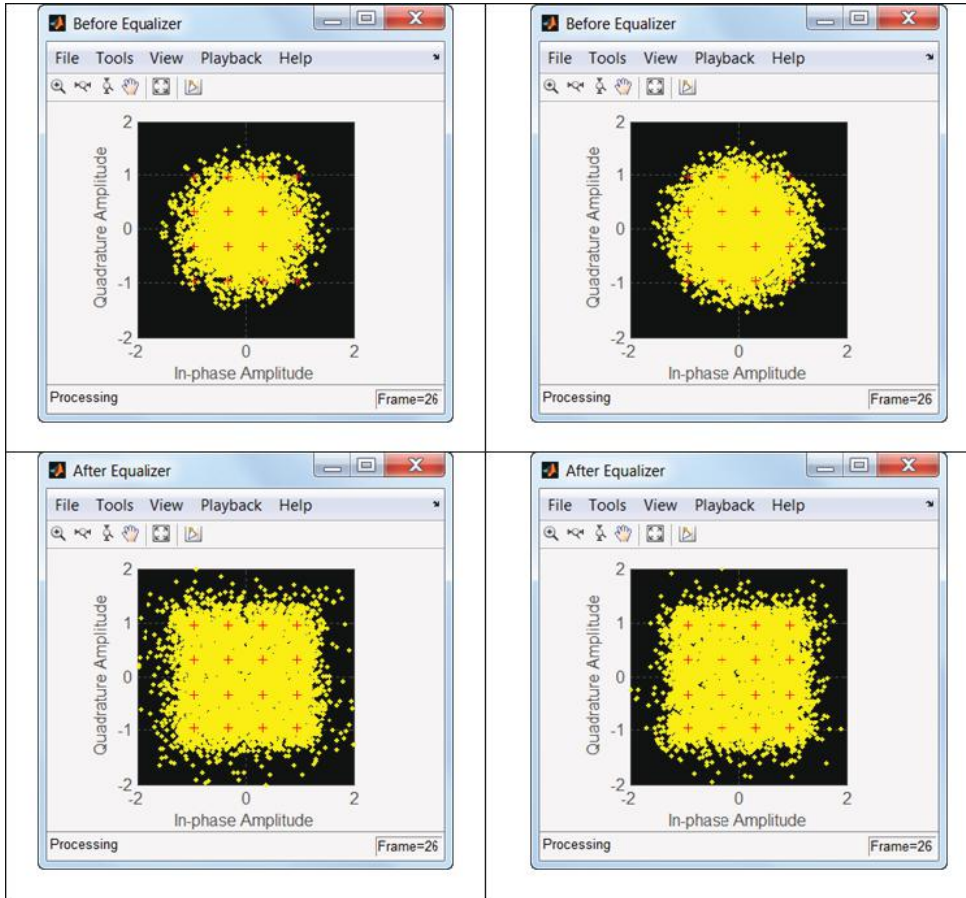 Before Equalizer
File Tools View Playback Help
2
1
0
-1
-2
-2 0 2
Quadrature Amplitude
In-phase Amplitude
Processing Frame=26
Before Equalizer
File Tools View Playback Help
2
1
0
-1
-2
-2 0 2
Quadrature Amplitude
In-phase Amplitude
Processing Frame=26
After Equalizer
File Tools View Playback Help
2
1
0
-1
-2
-2 0 2
Quadrature Amplitude
In-phase Amplitude
Processing Frame=26
After Equalizer
File Tools View Playback Help
2
1
0
-1
-2
-2 0 2
Quadrature Amplitude
In-phase Amplitude
Processing Frame=26